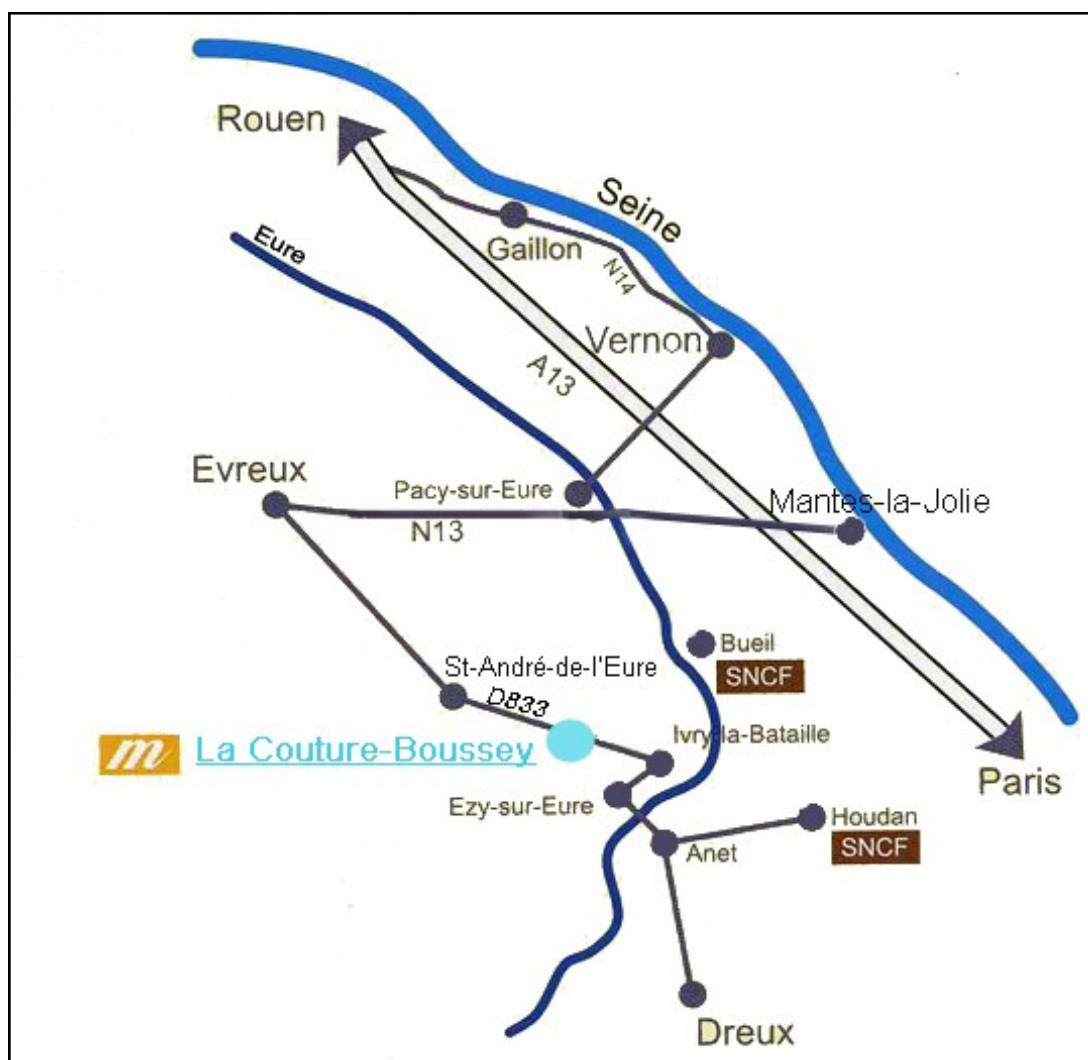 Rouen
Seine
Gaillon
Eure
N14
Vernon
A13
Evreux
Pacy-sur-Eure
Mantes-la-Jolie
N13
Bueil
SNCF
St-André-de-l'Eure
D833
Ivry-la-Bataille
m La Couture-Boussey
Paris
Ezy-sur-Eure
Houdan
SNCF
Anet
Dreux